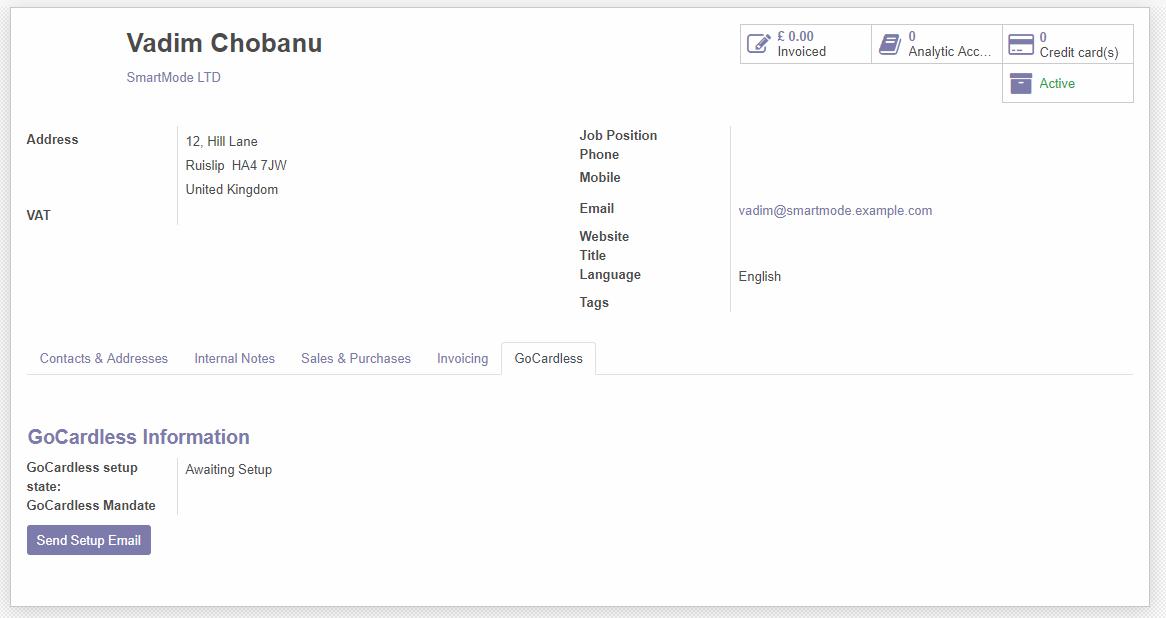 Vadim Chobanu
SmartMode LTD
£ 0.00
Invoiced
0
Analytic Acc...
0
Credit card(s)
Active
Address
12, Hill Lane
Ruislip HA4 7JW
United Kingdom
VAT
Job Position
Phone
Mobile
Email
vadim@smartmode.example.com
Website
Title
Language
English
Tags
Contacts & Addresses
Internal Notes
Sales & Purchases
Invoicing
GoCardless
GoCardless Information
GoCardless setup
state:
Awaiting Setup
GoCardless Mandate
Send Setup Email